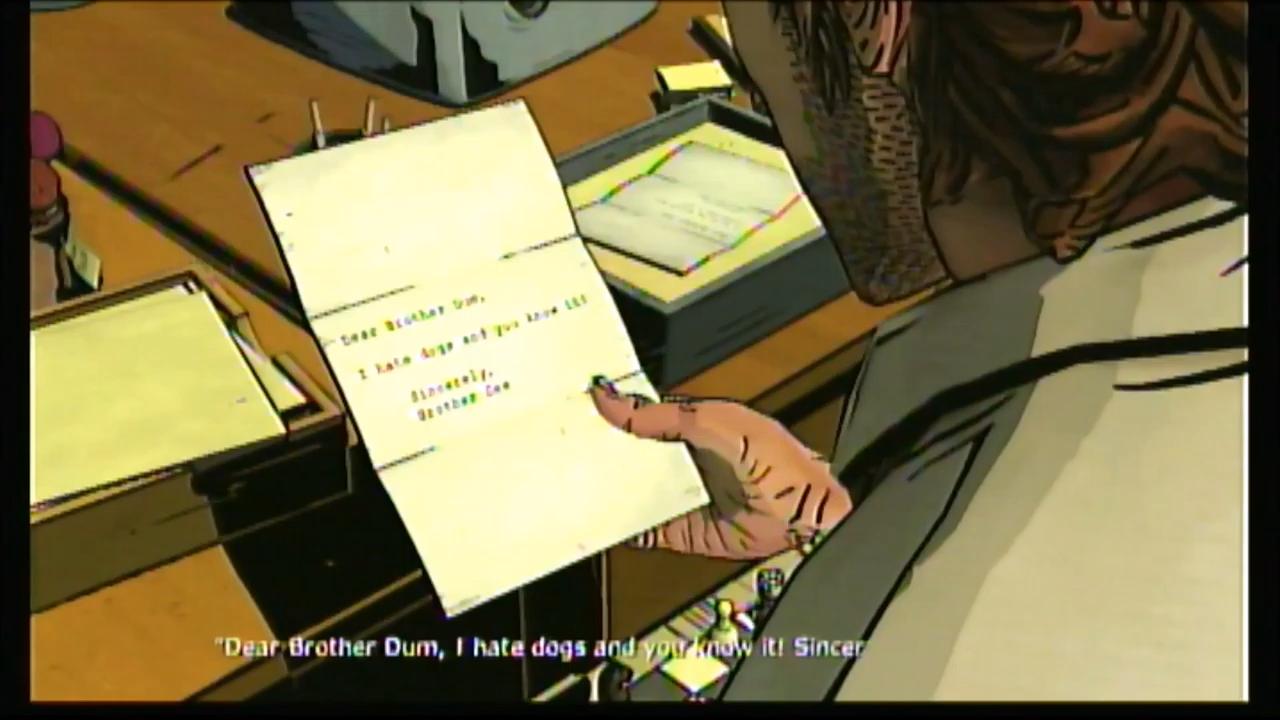 Dear Brother Dum,
I hate dogs and you know it!
Sincerely,
Brother Dee
"Dear Brother Dum, I hate dogs and you know it! Sincer